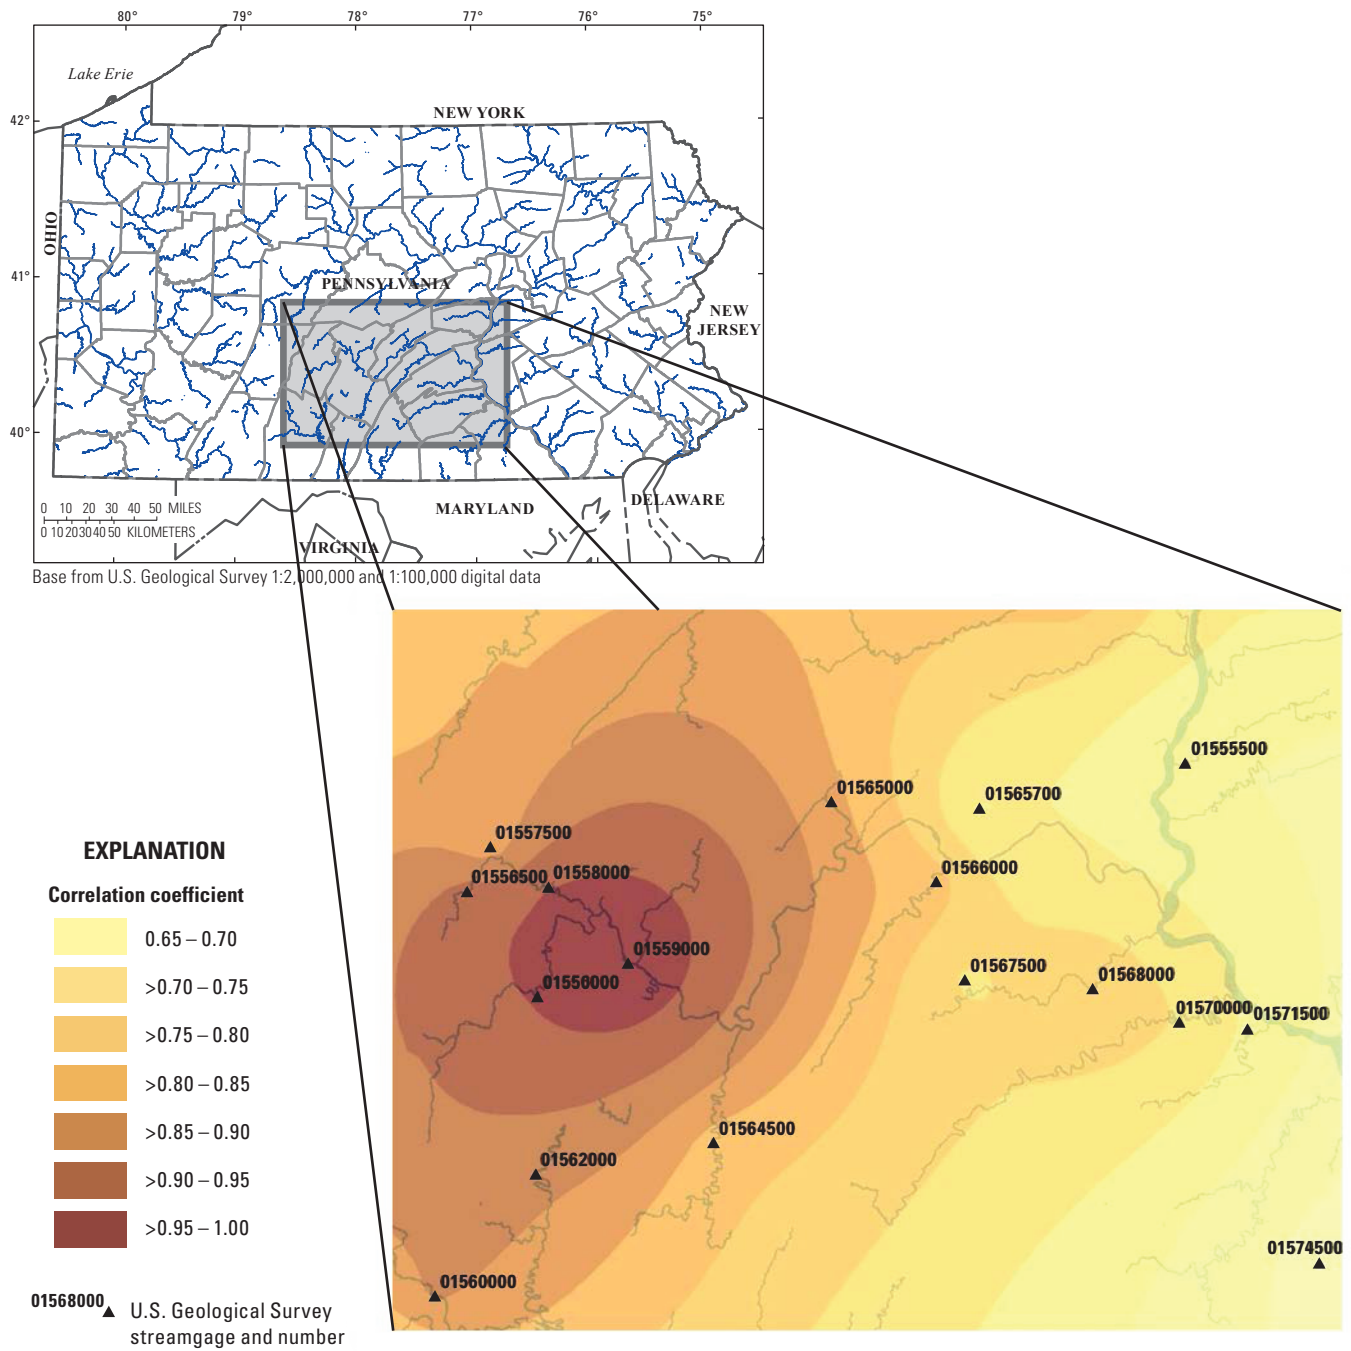 80° 79° 78° 77° 76° 75°
Lake Erie
NEW YORK
42°
OHIO
41°
PENNSYLVANIA
NEW
JERSEY
40°
0 10 20 30 40 50 MILES
0 10 20 30 40 50 KILOMETERS
MARYLAND
DELAWARE
VIRGINIA
Base from U.S. Geological Survey 1:2,000,000 and 1:100,000 digital data
01555500
01565000
01565700
01557500
01556500
01558000
01566000
01559000
01556000
01567500
01568000
01570000
01571500
01564500
01562000
01574500
01560000
EXPLANATION
Correlation coefficient
0.65 – 0.70
>0.70 – 0.75
>0.75 – 0.80
>0.80 – 0.85
>0.85 – 0.90
>0.90 – 0.95
>0.95 – 1.00
01568000
U.S. Geological Survey
streamgage and number